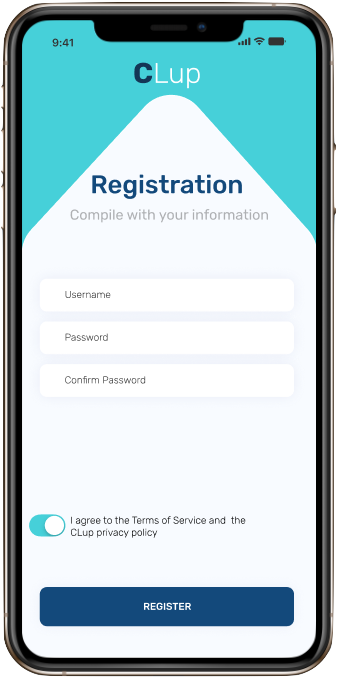 9:41
CLup
Registration
Compile with your information
Username
Password
Confirm Password
I agree to the Terms of Service and the
CLup privacy policy
REGISTER